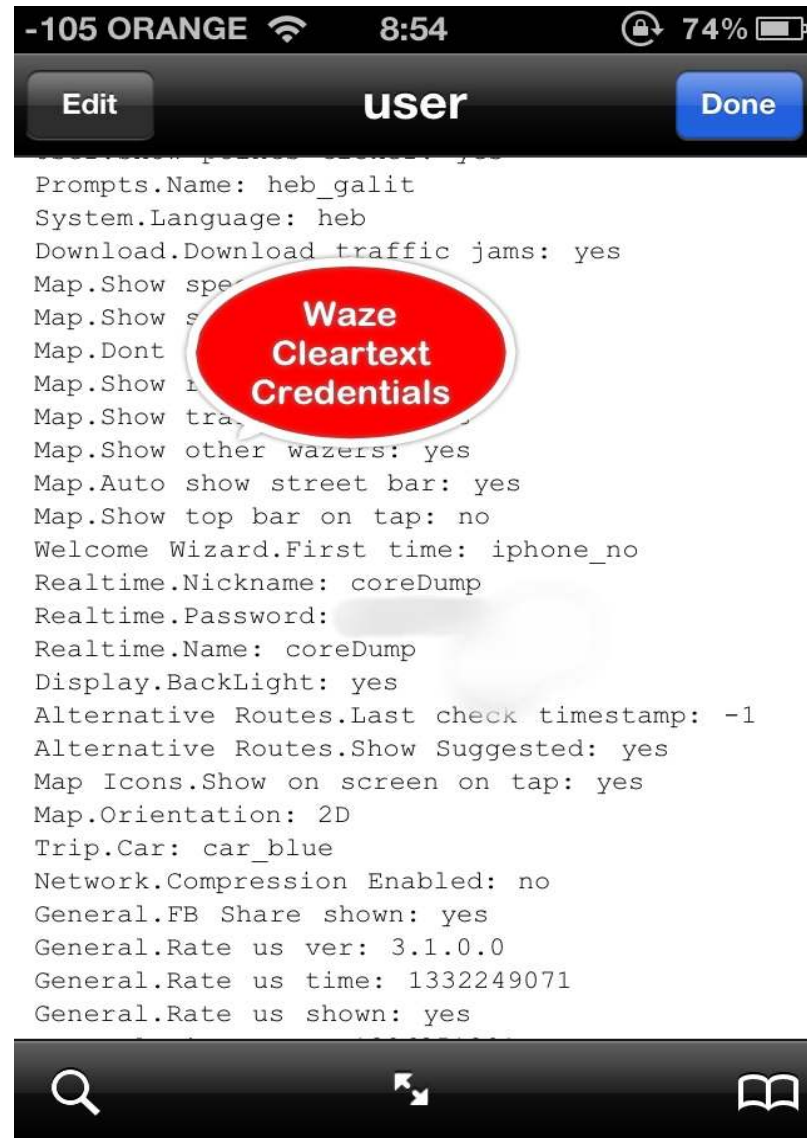 -105 ORANGE 8:54 74%
Edit user Done
Prompts.Name: heb_galit
System.Language: heb
Download.Download traffic jams: yes
Map.Show
Map.Show
Map.Dont
Map.Show
Map.Show
Waze
Cleartext
Credentials
Map.Show other wazers: yes
Map.Auto show street bar: yes
Map.Show top bar on tap: no
Welcome Wizard.First time: iphone_no
Realtime.Nickname: coreDump
Realtime.Password:
Realtime.Name: coreDump
Display.BackLight: yes
Alternative Routes.Last check timestamp: -1
Alternative Routes.Show Suggested: yes
Map Icons.Show on screen on tap: yes
Map.Orientation: 2D
Trip.Car: car_blue
Network.Compression Enabled: no
General.FB Share shown: yes
General.Rate us ver: 3.1.0.0
General.Rate us time: 1332249071
General.Rate us shown: yes